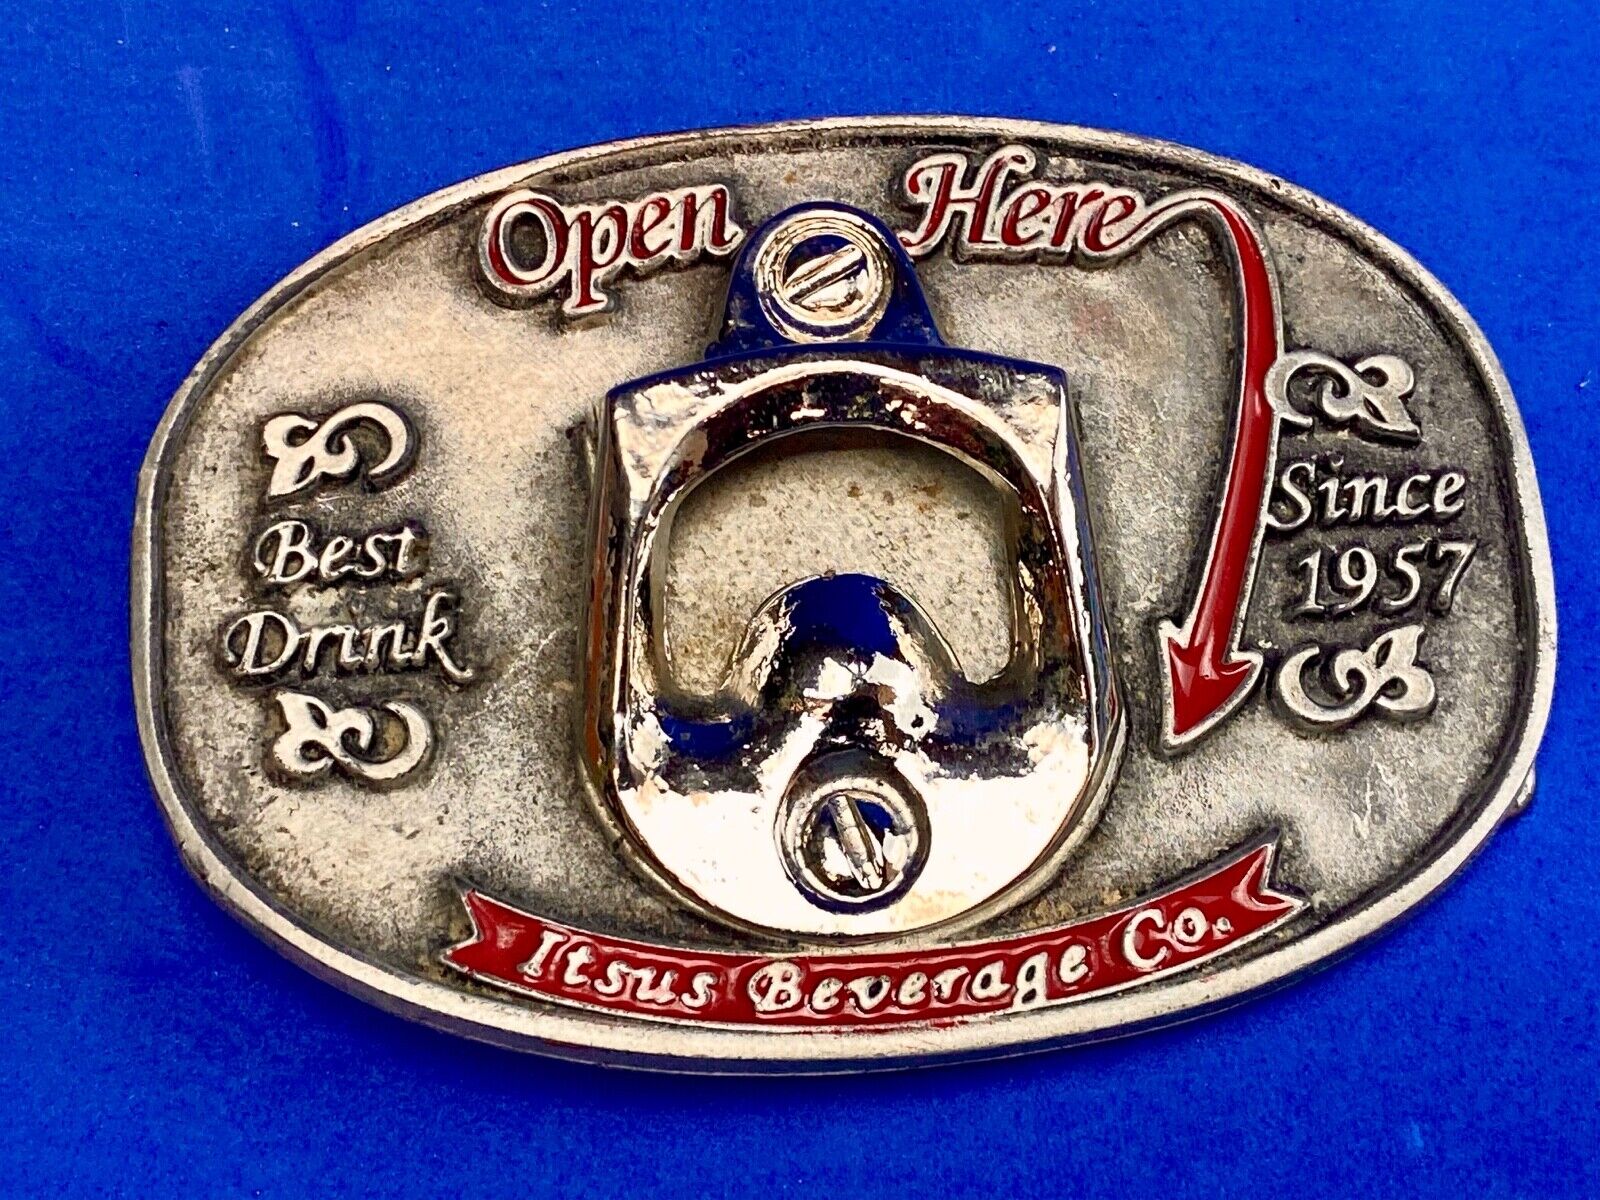 Open Here
Best
Drink
Since
1957
Itsus Beverage Co.